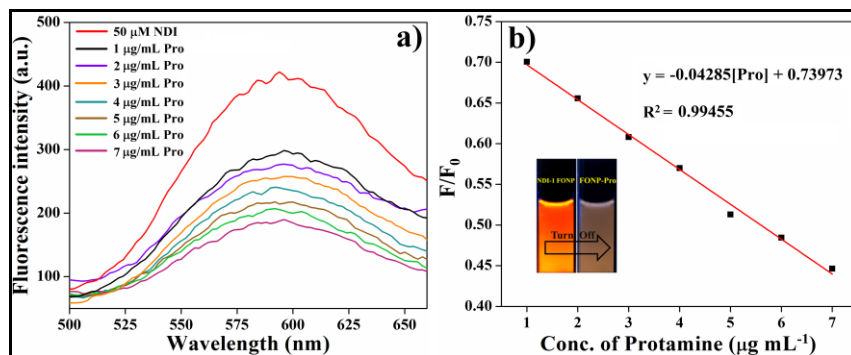 a)
50 μM NDI
1 μg/mL Pro
2 μg/mL Pro
3 μg/mL Pro
4 μg/mL Pro
5 μg/mL Pro
6 μg/mL Pro
7 μg/mL Pro
Fluorescence intensity (a.u.)
500
400
300
200
100
500 525 550 575 600 625 650
Wavelength (nm)
b)
y = -0.04285[Pro] + 0.73973
R² = 0.99455
F/F₀
0.75
0.70
0.65
0.60
0.55
0.50
0.45
0.40
NDI-1 FONP FONP-Pro
Turn Off
1 2 3 4 5 6 7
Conc. of Protamine (μg mL⁻¹)